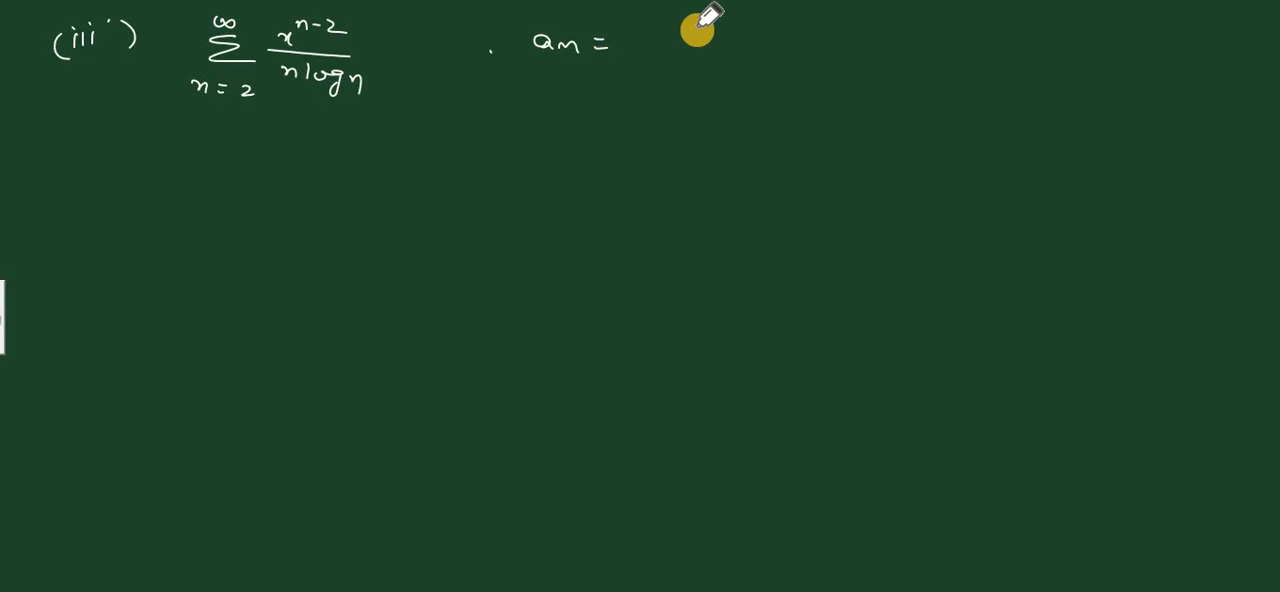 (iii) ∞ ∑ n = 2 x^{n-2} / n log n . an =